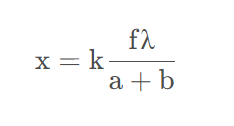 x = k fλ / a + b